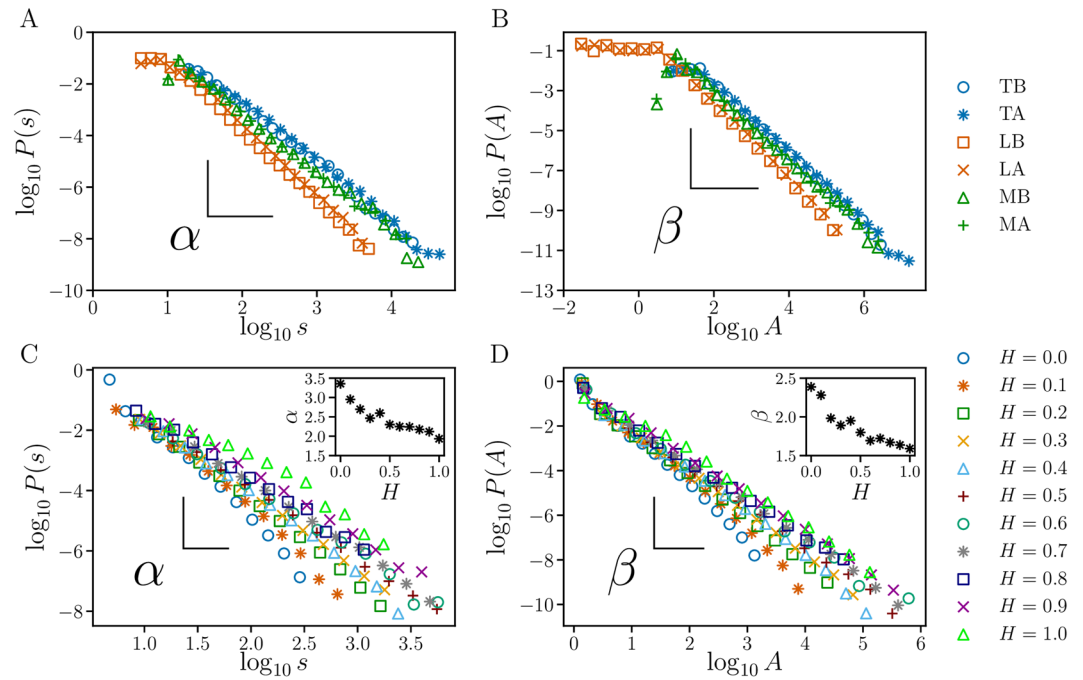 A
log₁₀ P(s)
0
−2
−4
−6
−8
−10
α
0 1 2 3 4
log₁₀ s
B
log₁₀ P(A)
−1
−3
−5
−7
−9
−11
−13
β
−2 0 2 4 6
log₁₀ A
TB
TA
LB
LA
MB
MA
C
log₁₀ P(s)
0
−2
−4
−6
−8
α
1.0 1.5 2.0 2.5 3.0 3.5
log₁₀ s
α
3.5
3.0
2.5
2.0
1.5
0.0 0.5 1.0
H
D
log₁₀ P(A)
0
−2
−4
−6
−8
−10
β
0 1 2 3 4 5 6
log₁₀ A
β
2.5
2.0
1.5
0.0 0.5 1.0
H
H = 0.0
H = 0.1
H = 0.2
H = 0.3
H = 0.4
H = 0.5
H = 0.6
H = 0.7
H = 0.8
H = 0.9
H = 1.0